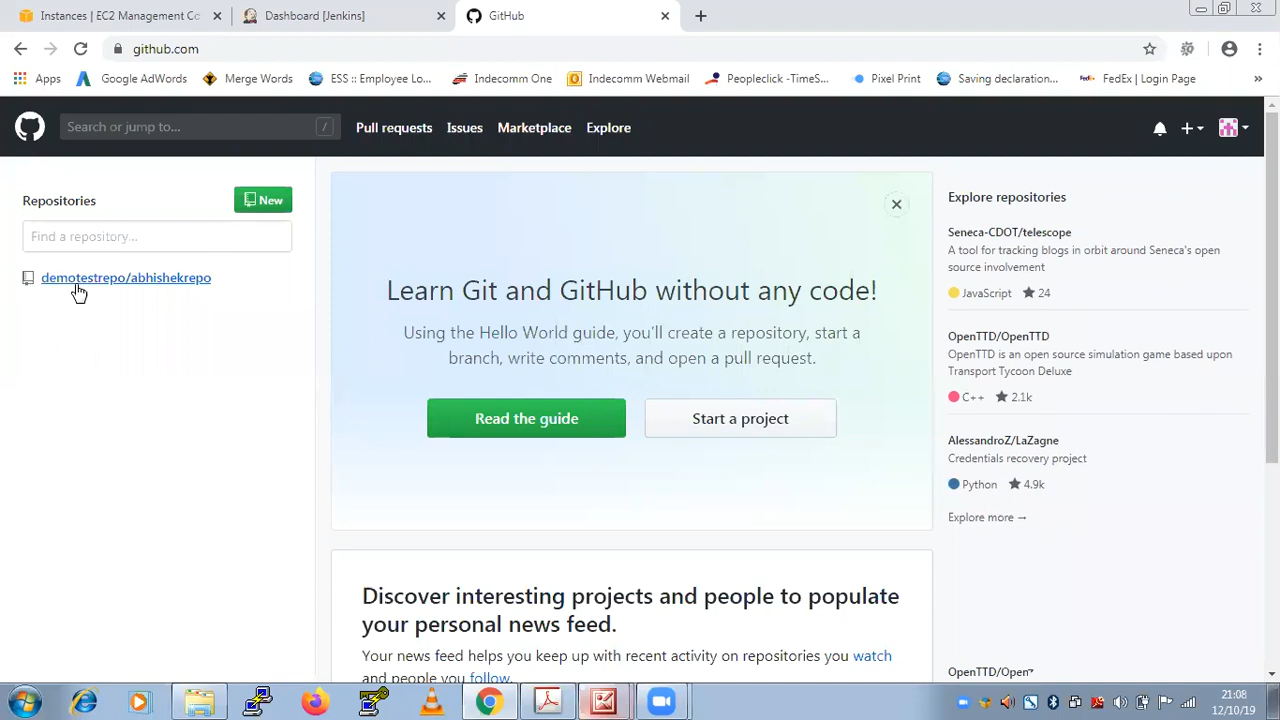 Instances | EC2 Management Co
Dashboard [Jenkins]
GitHub
github.com
Apps
Google AdWords
Merge Words
ESS :: Employee Lo...
Indecomm One
Indecomm Webmail
Peopleclick -TimeS...
Pixel Print
Saving declaration...
FedEx | Login Page
»
Search or jump to...
/
Pull requests
Issues
Marketplace
Explore
Repositories
New
Find a repository...
demotestrepo/abhishekrepo
Learn Git and GitHub without any code!
Using the Hello World guide, you'll create a repository, start a
branch, write comments, and open a pull request.
Read the guide
Start a project
Discover interesting projects and people to populate
your personal news feed.
Your news feed helps you keep up with recent activity on repositories you watch
and people you follow.
Explore repositories
Seneca-CDOT/telescope
A tool for tracking blogs in orbit around Seneca's open
source involvement
JavaScript 24
OpenTTD/OpenTTD
OpenTTD is an open source simulation game based upon
Transport Tycoon Deluxe
C++ 2.1k
AlessandroZ/LaZagne
Credentials recovery project
Python 4.9k
Explore more →
OpenTTD/Open
21:08
12/10/19